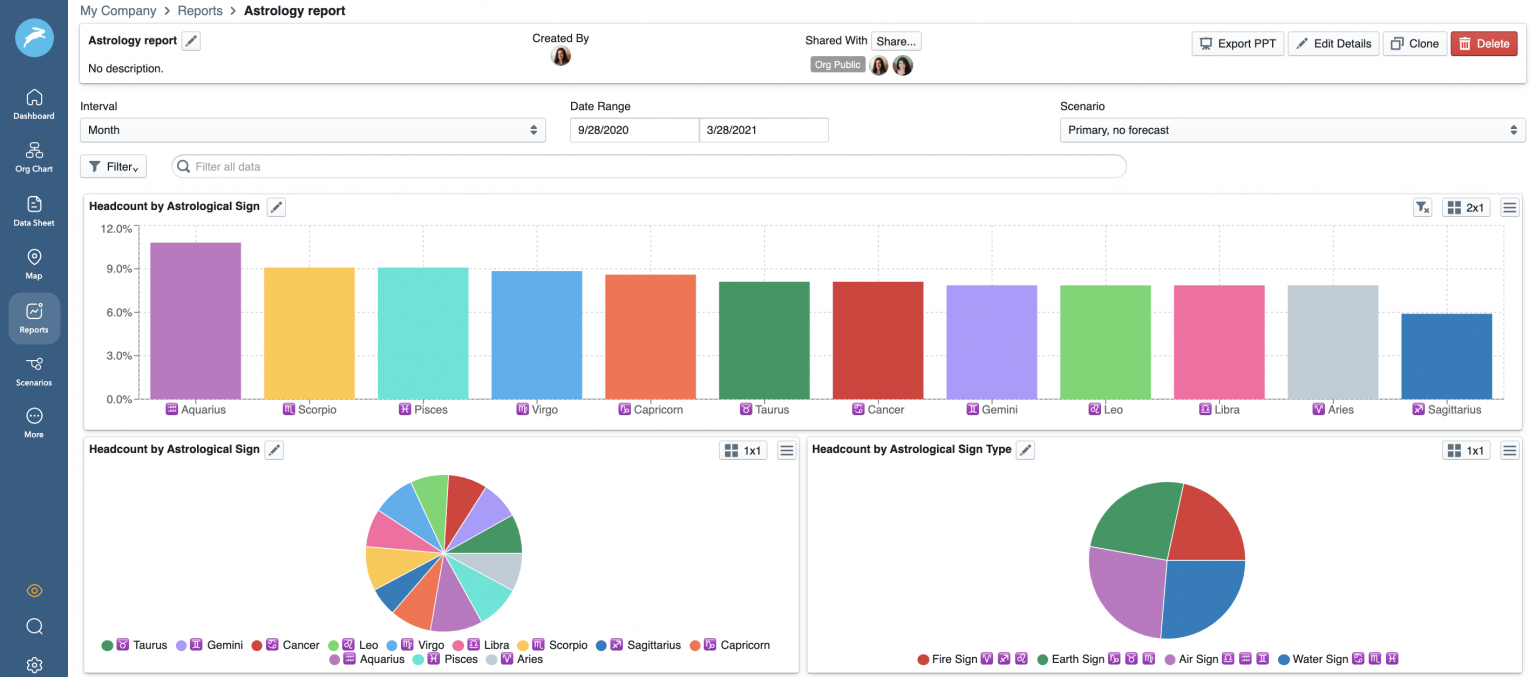 My Company > Reports > Astrology report
Astrology report
Created By
Shared With Share...
Export PPT Edit Details Clone Delete
No description.
Org Public
Dashboard
Org Chart
Data Sheet
Map
Reports
Scenarios
More
Interval
Date Range
Scenario
Month
9/28/2020
3/28/2021
Primary, no forecast
Filter
Filter all data
Headcount by Astrological Sign
2x1
12.0%
9.0%
6.0%
3.0%
0.0%
♒ Aquarius ♏ Scorpio ♓ Pisces ♍ Virgo ♑ Capricorn ♉ Taurus ♋ Cancer ♊ Gemini ♌ Leo ♎ Libra ♈ Aries ♐ Sagittarius
Headcount by Astrological Sign
1x1
♉ Taurus ♊ Gemini ♋ Cancer ♌ Leo ♍ Virgo ♎ Libra ♏ Scorpio ♐ Sagittarius ♑ Capricorn
♒ Aquarius ♓ Pisces ♈ Aries
Headcount by Astrological Sign Type
1x1
Fire Sign ♈ ♐ ♌ Earth Sign ♑ ♉ ♍ Air Sign ♎ ♒ ♊ Water Sign ♋ ♏ ♓